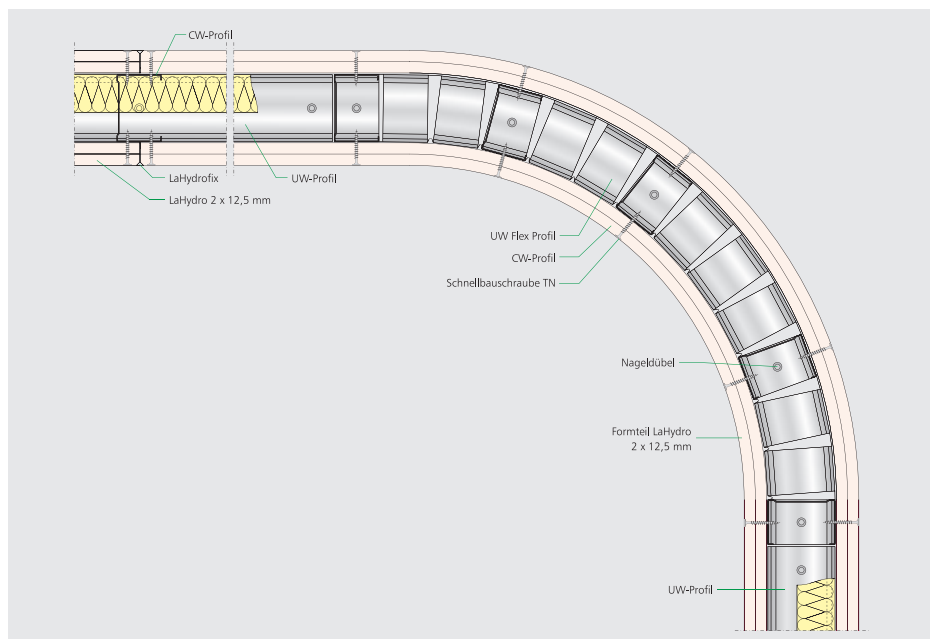 CW-Profil
LaHydrofix
UW-Profil
LaHydro 2 x 12,5 mm
UW Flex Profil
CW-Profil
Schnellbauschraube TN
Nageldübel
Formteil LaHydro
2 x 12,5 mm
UW-Profil